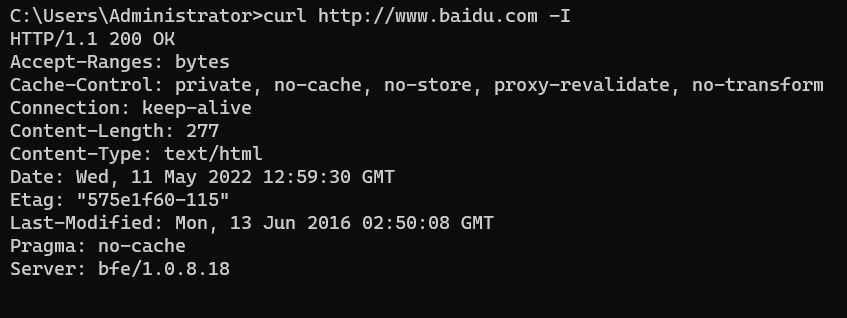 C:\Users\Administrator>curl http://www.baidu.com -I
HTTP/1.1 200 OK
Accept-Ranges: bytes
Cache-Control: private, no-cache, no-store, proxy-revalidate, no-transform
Connection: keep-alive
Content-Length: 277
Content-Type: text/html
Date: Wed, 11 May 2022 12:59:30 GMT
Etag: "575e1f60-115"
Last-Modified: Mon, 13 Jun 2016 02:50:08 GMT
Pragma: no-cache
Server: bfe/1.0.8.18